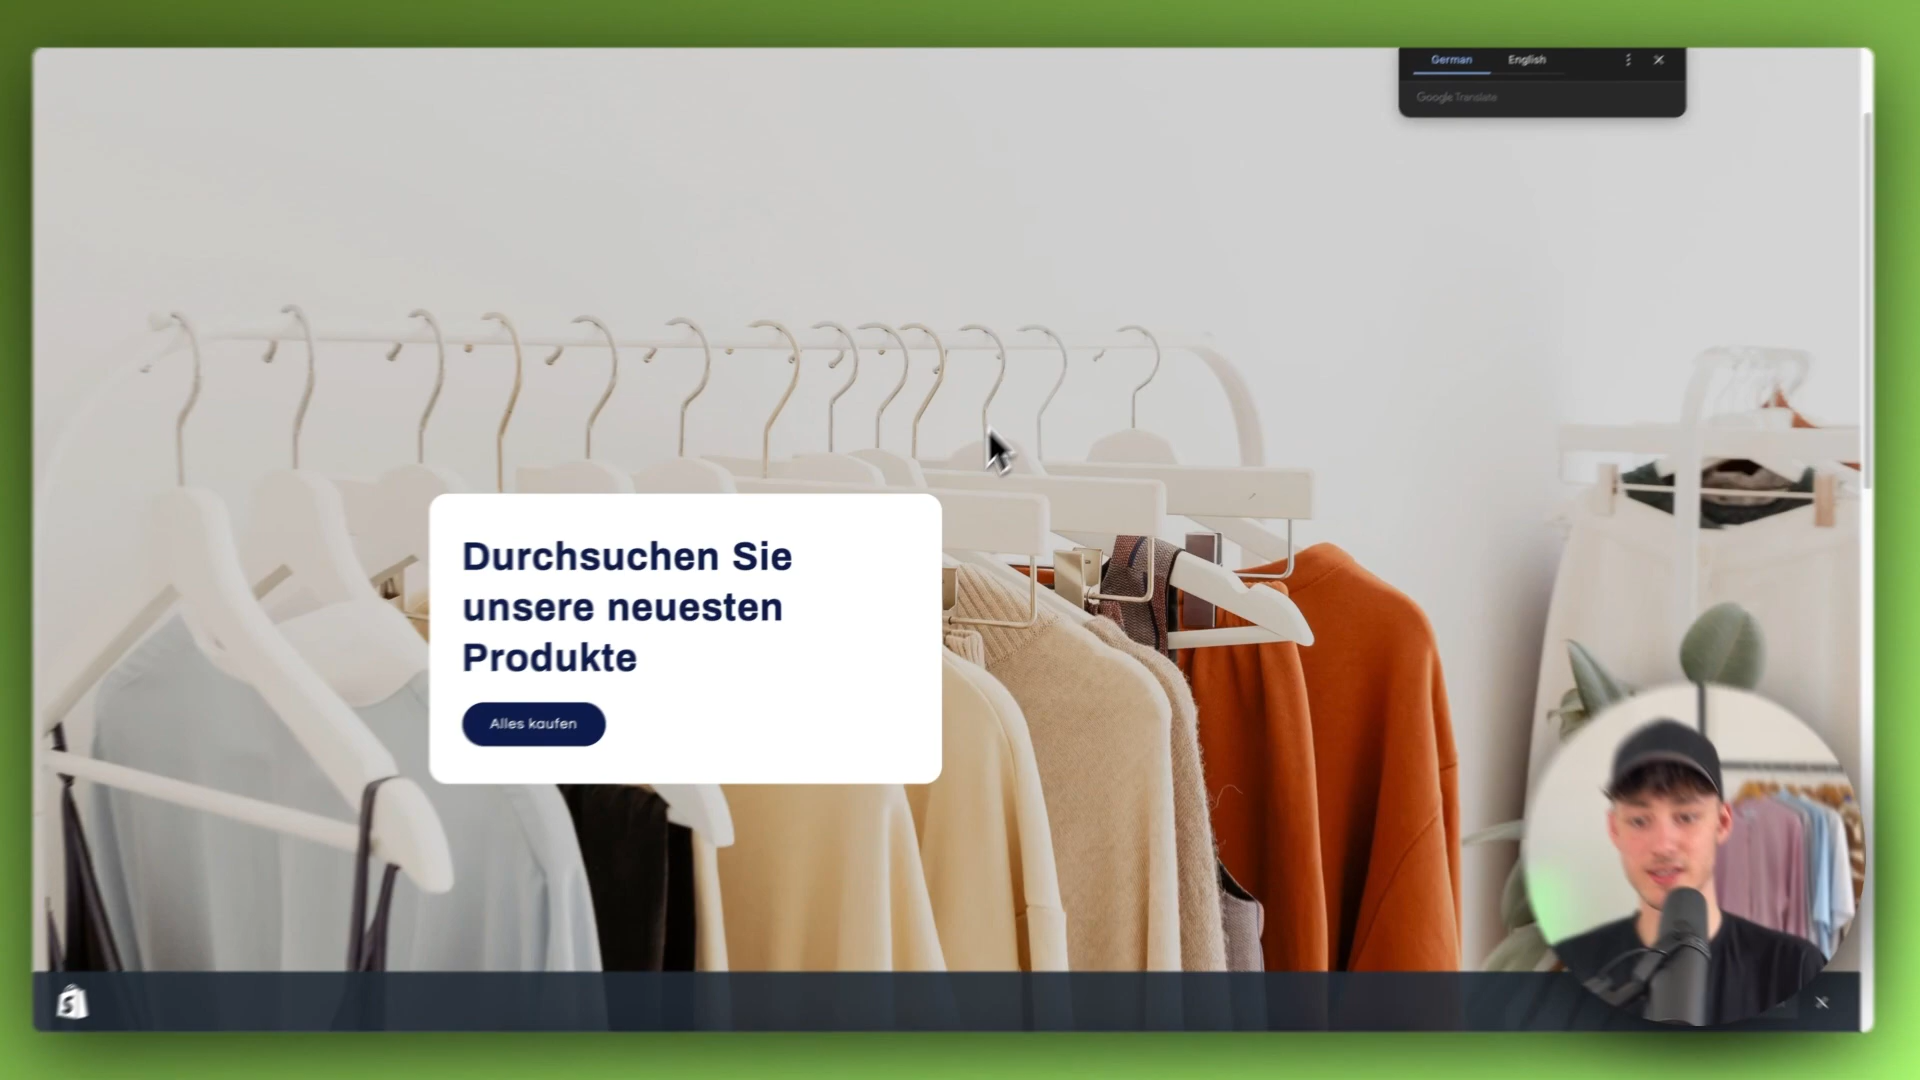 German English
Google Translate
Durchsuchen Sie
unsere neuesten
Produkte
Alles kaufen